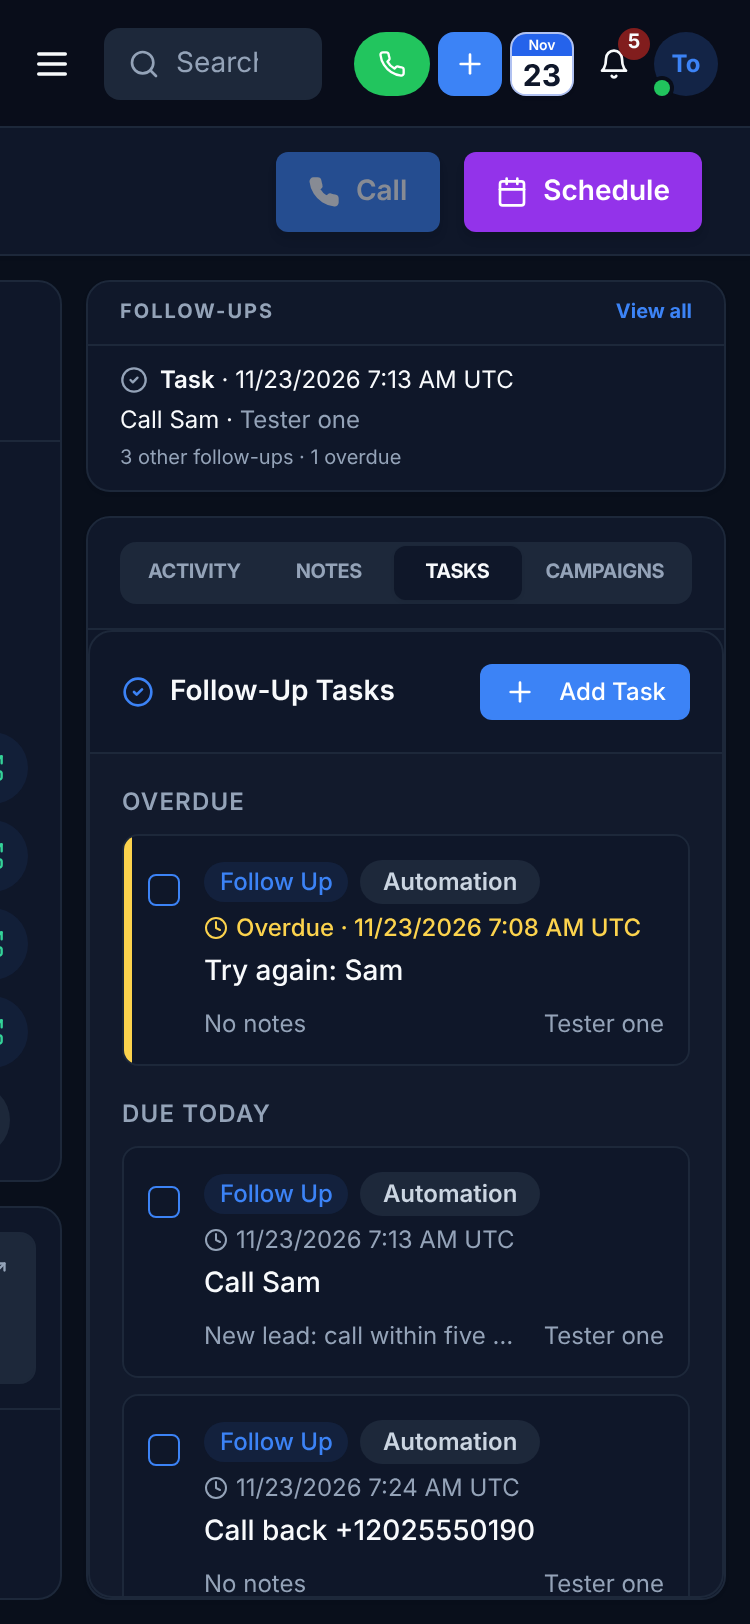 Search
Nov
23
5
To
Call
Schedule
FOLLOW-UPS
View all
Task · 11/23/2026 7:13 AM UTC
Call Sam · Tester one
3 other follow-ups · 1 overdue
ACTIVITY NOTES TASKS CAMPAIGNS
Follow-Up Tasks
Add Task
OVERDUE
Follow Up Automation
Overdue · 11/23/2026 7:08 AM UTC
Try again: Sam
No notes Tester one
DUE TODAY
Follow Up Automation
11/23/2026 7:13 AM UTC
Call Sam
New lead: call within five ... Tester one
Follow Up Automation
11/23/2026 7:24 AM UTC
Call back +12025550190
No notes Tester one